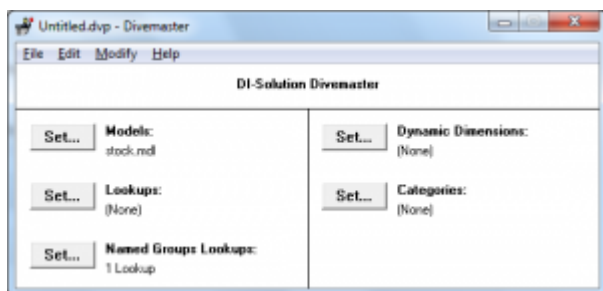 Untitled.dvp - Divemaster
File Edit Modify Help
DI-Solution Divemaster
Set... Models:
stock.mdl
Set... Lookups:
(None)
Set... Named Groups Lookups:
1 Lookup
Set... Dynamic Dimensions:
(None)
Set... Categories:
(None)